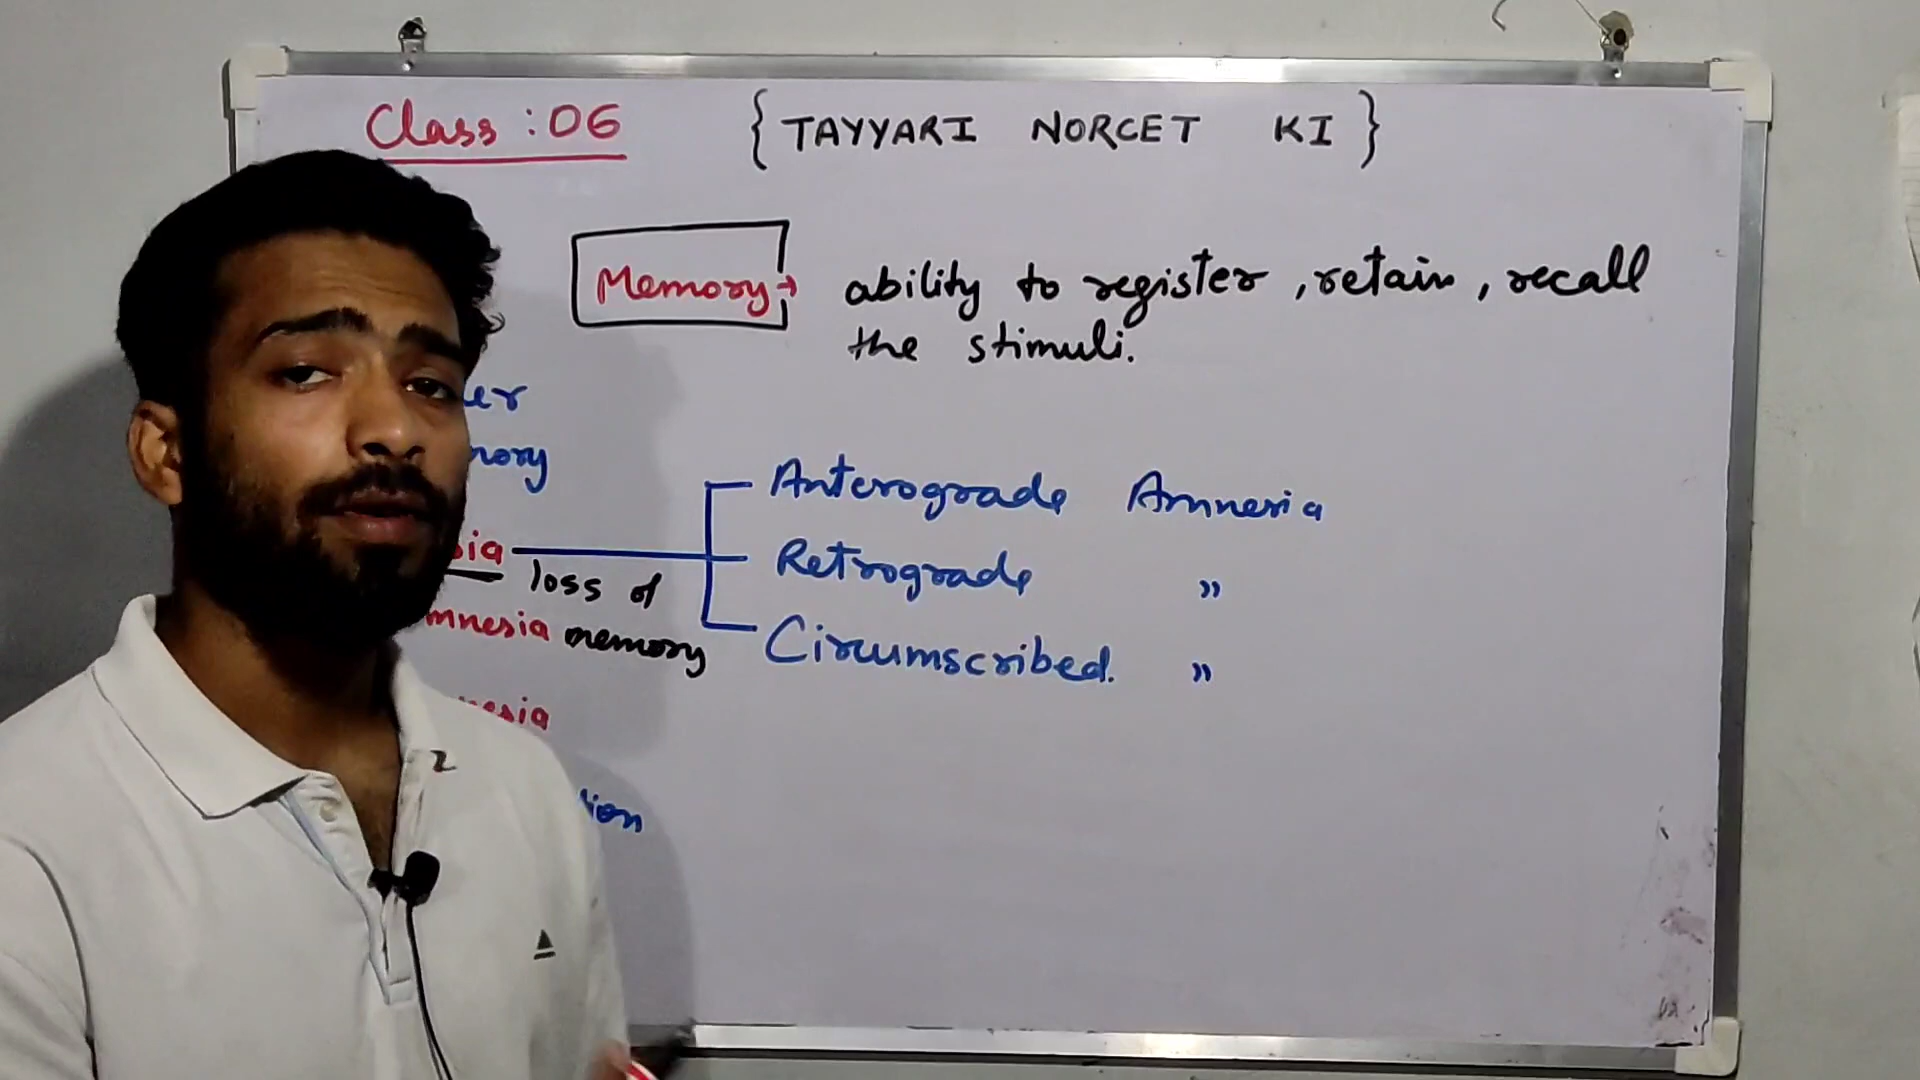 Class : 06 { TAYYARI NORCET KI }
Memory → ability to register, retain, recall
the stimuli.
Anterograde Amnesia
Retrograde "
loss of
memory
Circumscribed. "